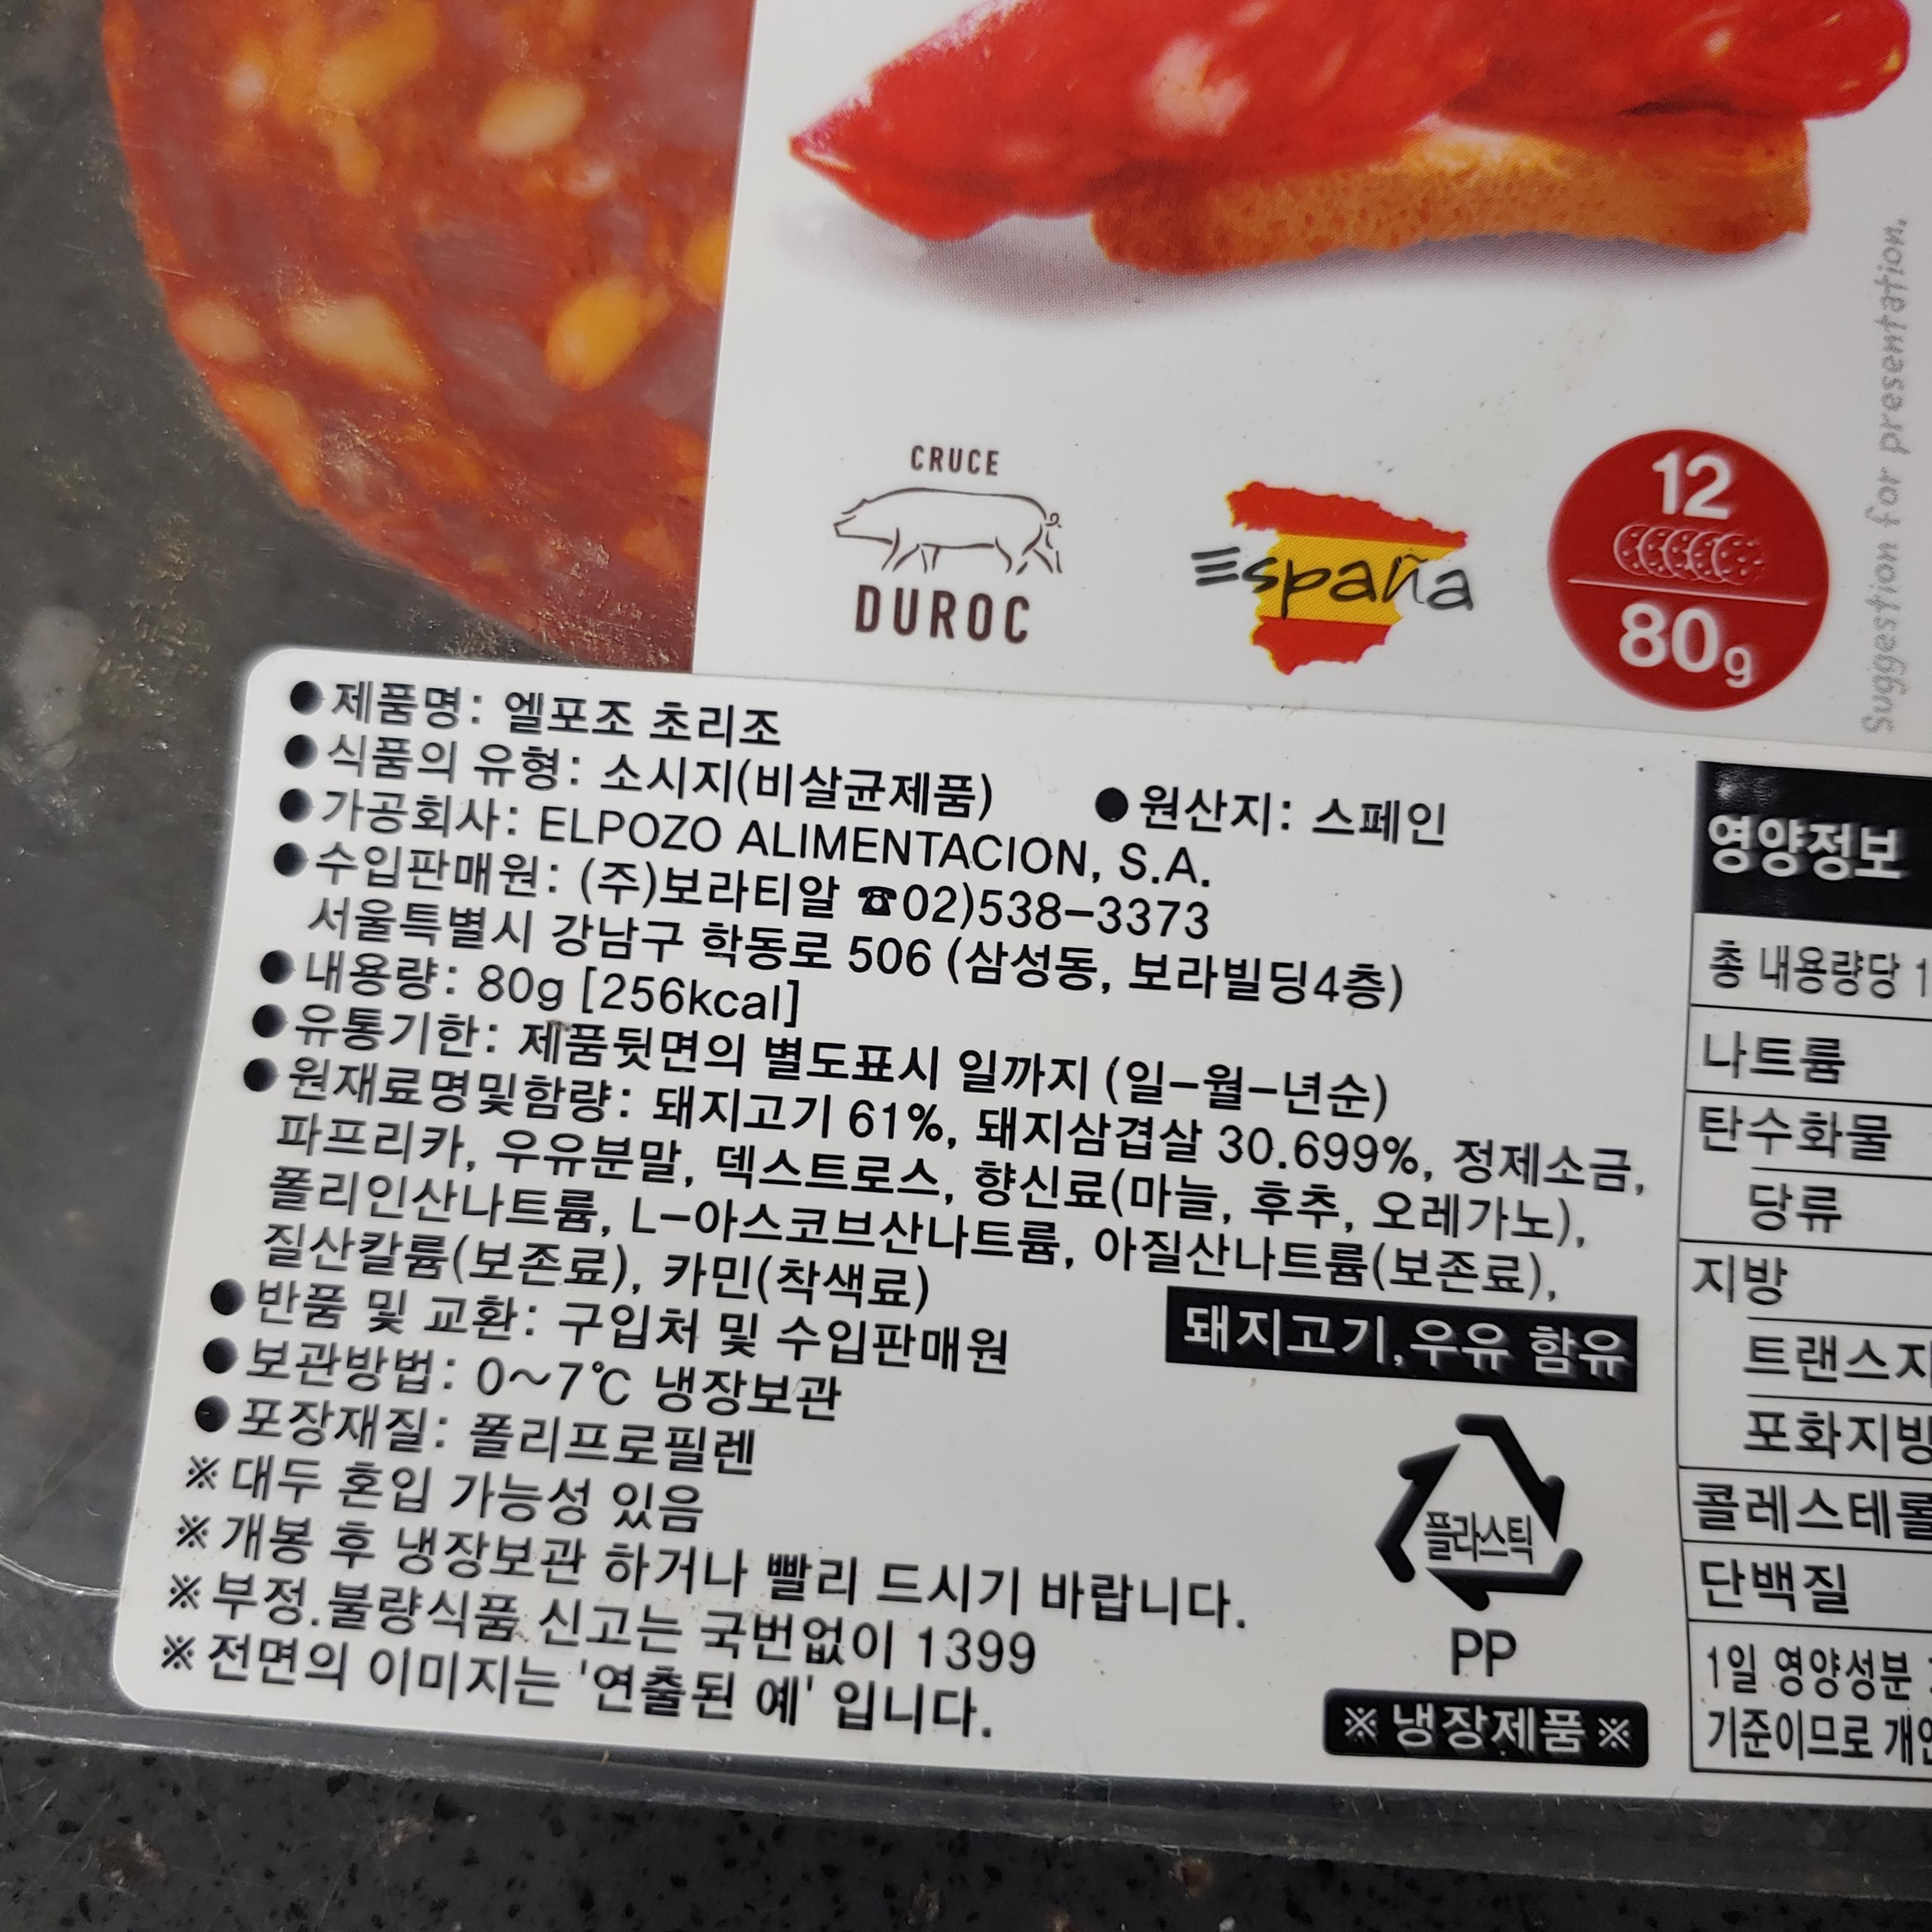 Suggestion for presentation.
CRUCE
DUROC
España
12
80g
●제품명: 엘포조 초리조
●식품의 유형: 소시지(비살균제품) ●원산지: 스페인
●가공회사: ELPOZO ALIMENTACION, S.A.
●수입판매원: (주)보라티알 ☎02)538-3373
서울특별시 강남구 학동로 506 (삼성동, 보라빌딩4층)
●내용량: 80g [256kcal]
●유통기한: 제품뒷면의 별도표시 일까지 (일-월-년순)
●원재료명및함량: 돼지고기 61%, 돼지삼겹살 30.699%, 정제소금,
파프리카, 우유분말, 덱스트로스, 향신료(마늘, 후추, 오레가노),
폴리인산나트륨, L-아스코브산나트륨, 아질산나트륨(보존료),
질산칼륨(보존료), 카민(착색료)
돼지고기,우유 함유
●반품 및 교환: 구입처 및 수입판매원
●보관방법: 0~7℃ 냉장보관
●포장재질: 폴리프로필렌
※대두 혼입 가능성 있음
※개봉 후 냉장보관 하거나 빨리 드시기 바랍니다.
※부정.불량식품 신고는 국번없이 1399
※전면의 이미지는 '연출된 예' 입니다.
플라스틱
PP
※냉장제품※
영양정보
총 내용량당 1
나트륨
탄수화물
당류
지방
트랜스지
포화지방
콜레스테롤
단백질
1일 영양성분
기준이므로 개인